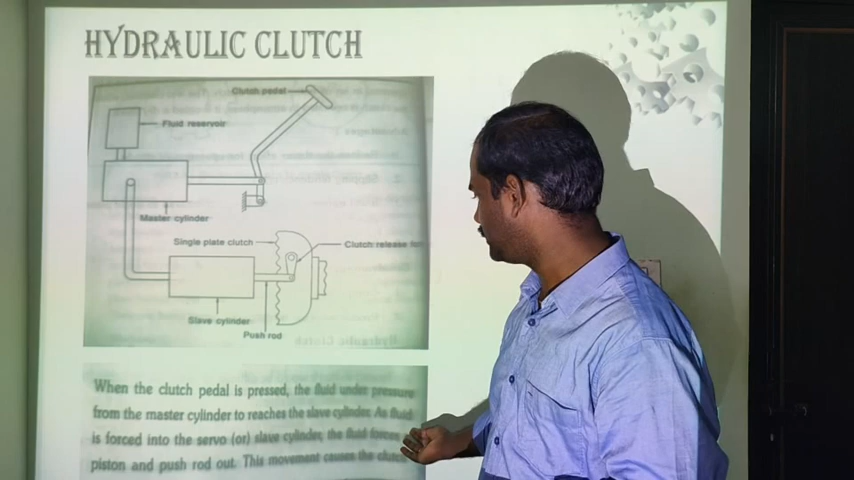 HYDRAULIC CLUTCH
Clutch pedal
Fluid reservoir
Master cylinder
Single plate clutch
Clutch release for
Slave cylinder
Push rod
When the clutch pedal is pressed, the fluid under pressure
from the master cylinder to reaches the slave cylinder. As fluid
is forced into the servo (or) slave cylinder, the fluid forces
piston and push rod out. This movement causes the clutch